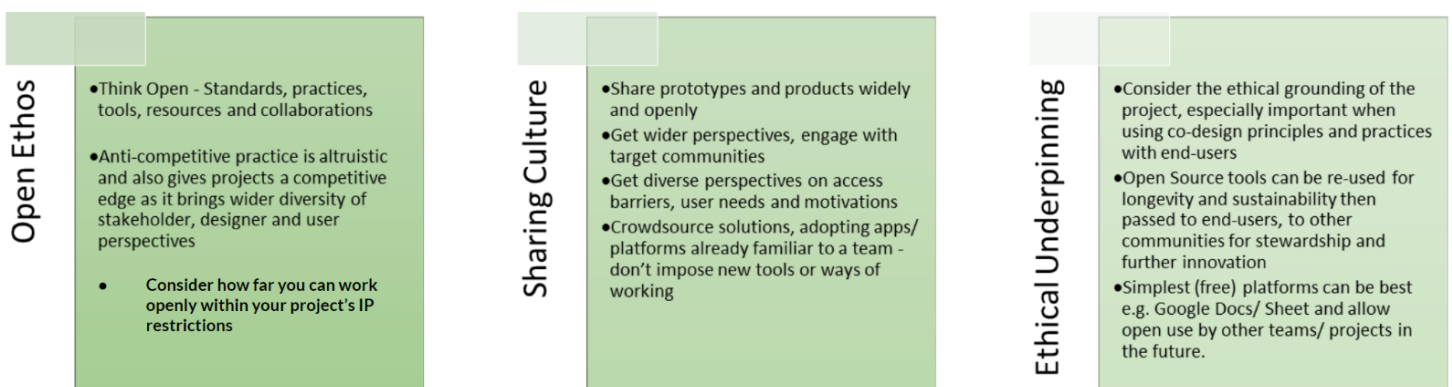 Open Ethos
•Think Open - Standards, practices,
tools, resources and collaborations
•Anti-competitive practice is altruistic
and also gives projects a competitive
edge as it brings wider diversity of
stakeholder, designer and user
perspectives
• Consider how far you can work
openly within your project's IP
restrictions
Sharing Culture
•Share prototypes and products widely
and openly
•Get wider perspectives, engage with
target communities
•Get diverse perspectives on access
barriers, user needs and motivations
•Crowdsource solutions, adopting apps/
platforms already familiar to a team -
don't impose new tools or ways of
working
Ethical Underpinning
•Consider the ethical grounding of the
project, especially important when
using co-design principles and practices
with end-users
•Open Source tools can be re-used for
longevity and sustainability then
passed to end-users, to other
communities for stewardship and
further innovation
•Simplest (free) platforms can be best
e.g. Google Docs/ Sheet and allow
open use by other teams/ projects in
the future.